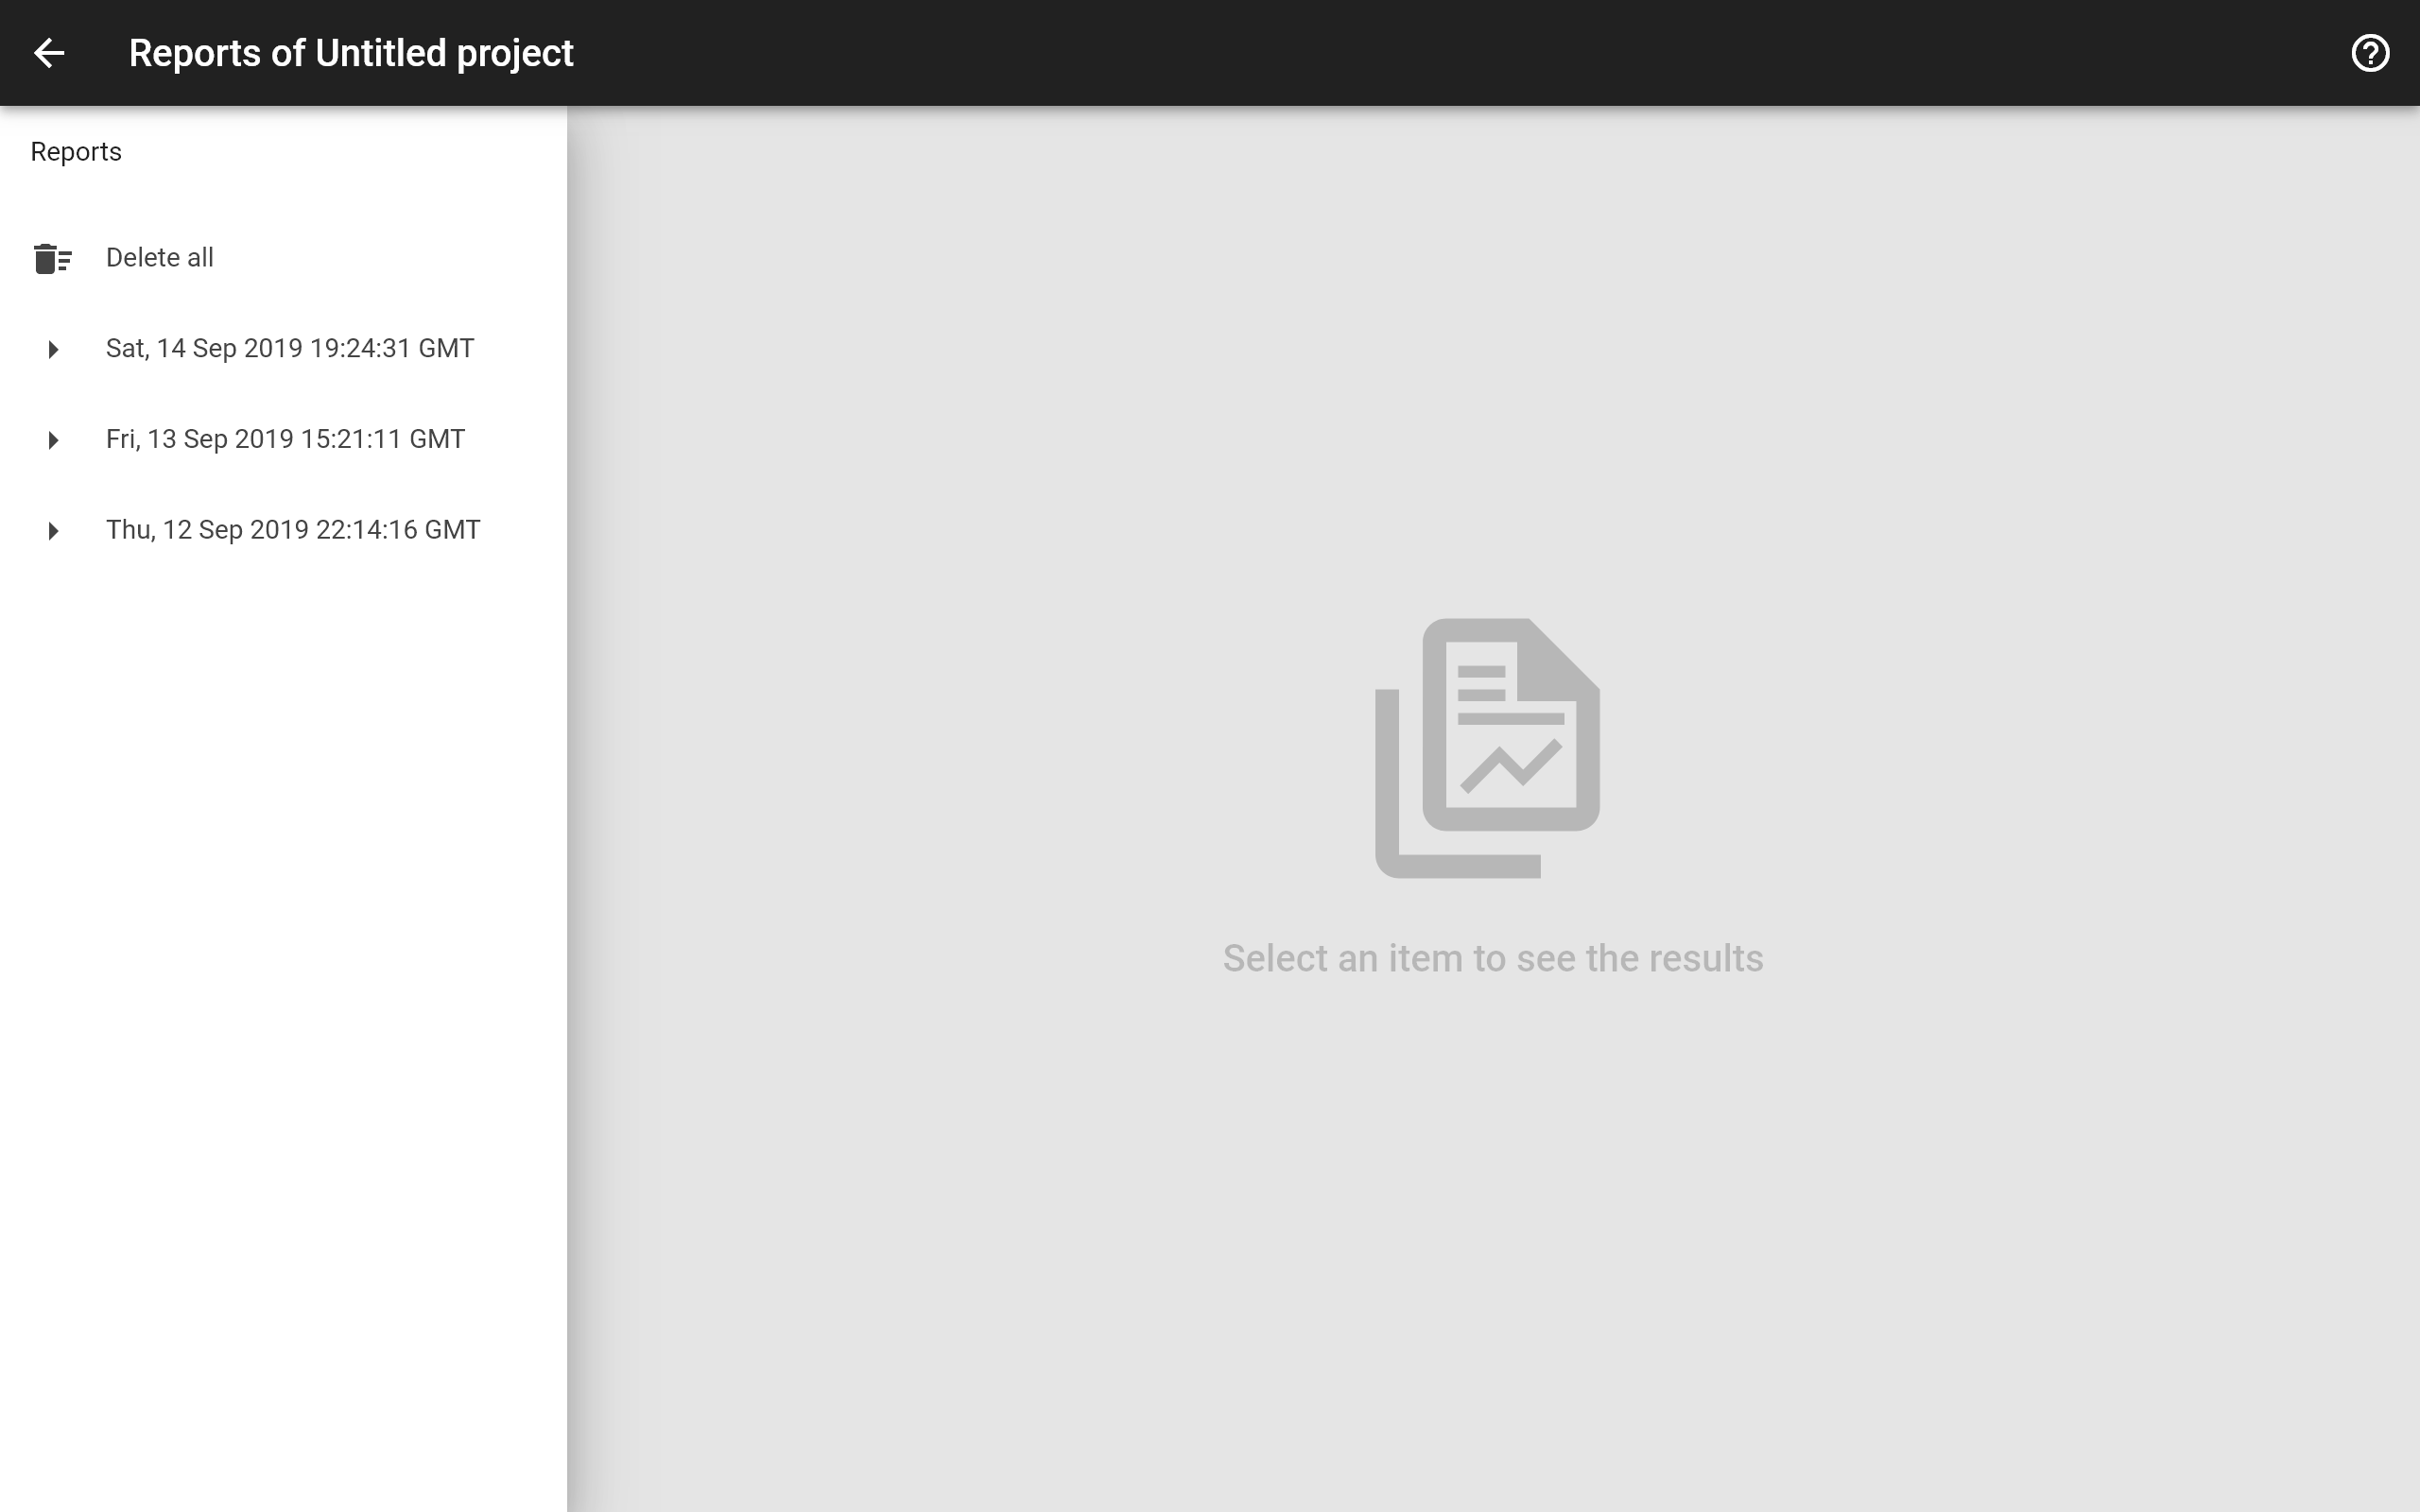 Reports of Untitled project
Reports
Delete all
Sat, 14 Sep 2019 19:24:31 GMT
Fri, 13 Sep 2019 15:21:11 GMT
Thu, 12 Sep 2019 22:14:16 GMT
Select an item to see the results